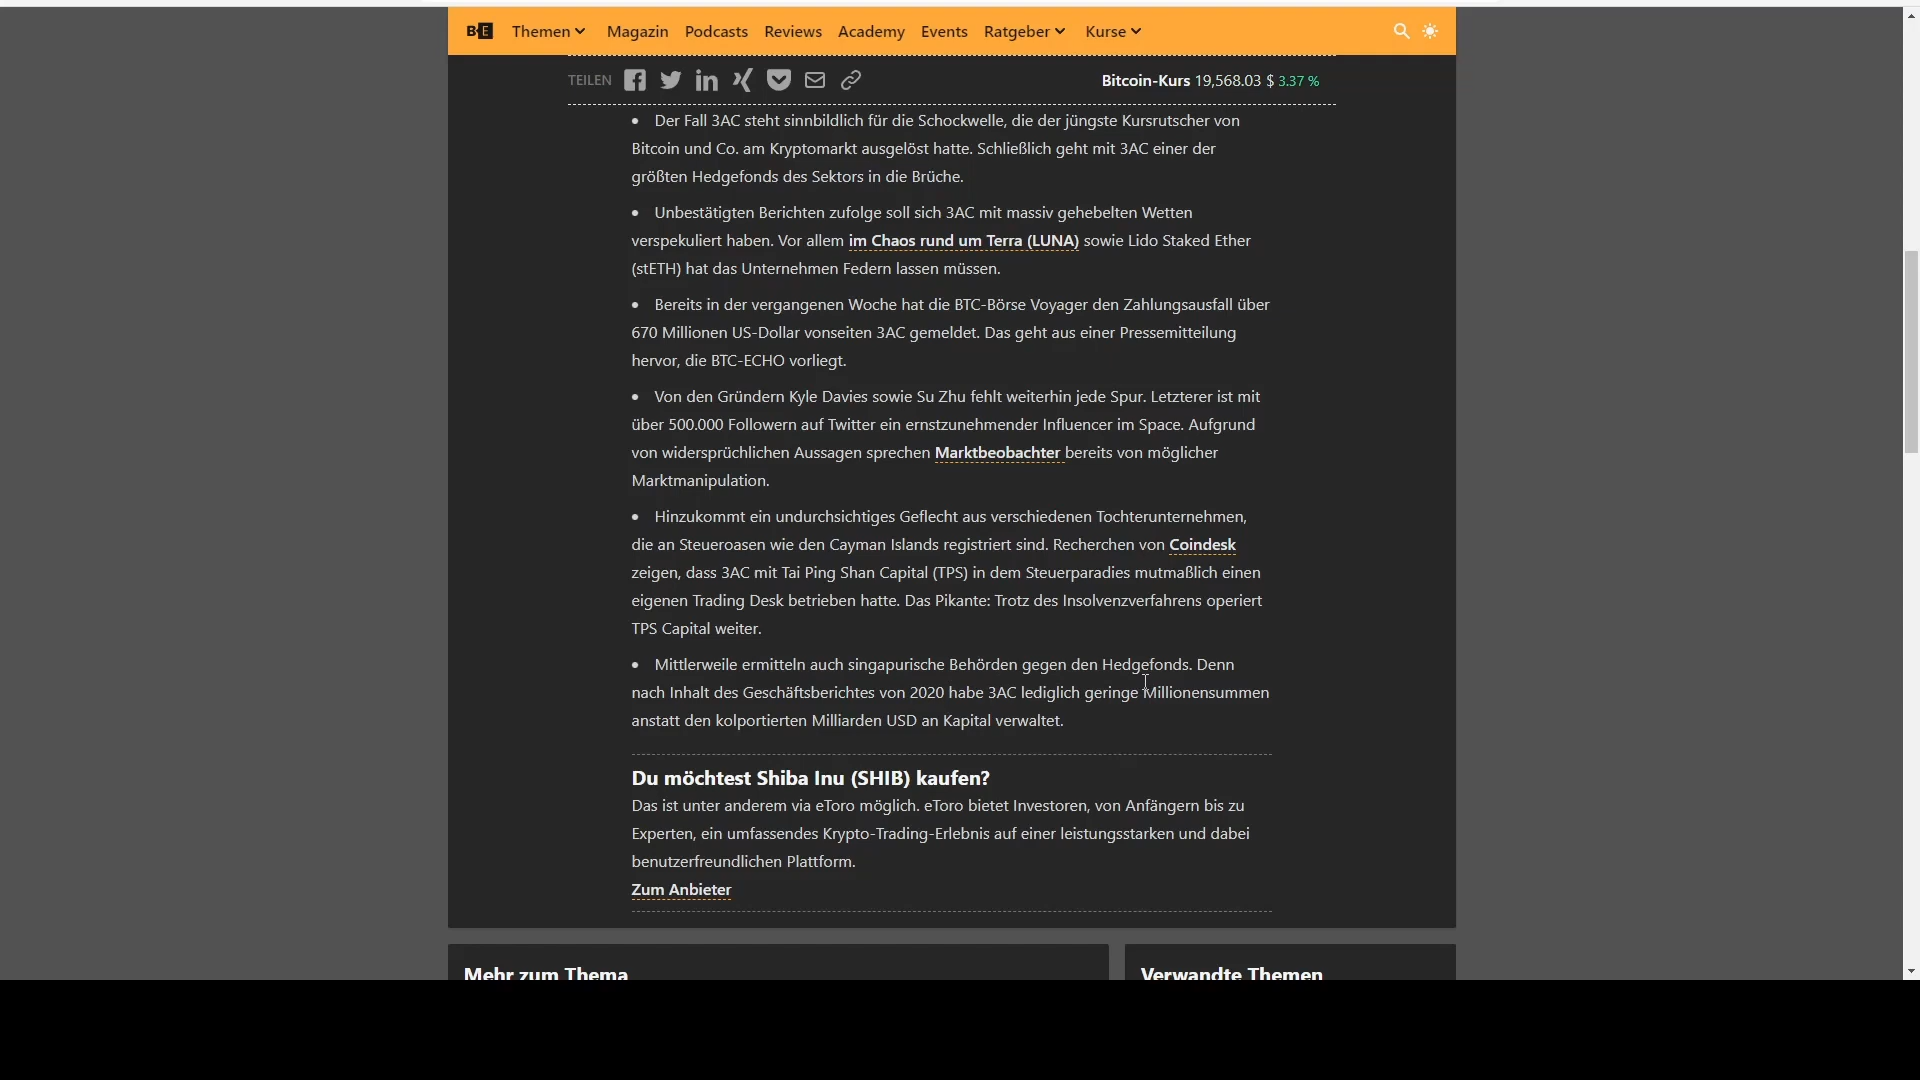 B·E Themen Magazin Podcasts Reviews Academy Events Ratgeber Kurse
TEILEN Bitcoin-Kurs 19,568.03 $ 3.37 %
• Der Fall 3AC steht sinnbildlich für die Schockwelle, die der jüngste Kursrutscher von
Bitcoin und Co. am Kryptomarkt ausgelöst hatte. Schließlich geht mit 3AC einer der
größten Hedgefonds des Sektors in die Brüche.
• Unbestätigten Berichten zufolge soll sich 3AC mit massiv gehebelten Wetten
verspekuliert haben. Vor allem im Chaos rund um Terra (LUNA) sowie Lido Staked Ether
(stETH) hat das Unternehmen Federn lassen müssen.
• Bereits in der vergangenen Woche hat die BTC-Börse Voyager den Zahlungsausfall über
670 Millionen US-Dollar vonseiten 3AC gemeldet. Das geht aus einer Pressemitteilung
hervor, die BTC-ECHO vorliegt.
• Von den Gründern Kyle Davies sowie Su Zhu fehlt weiterhin jede Spur. Letzterer ist mit
über 500.000 Followern auf Twitter ein ernstzunehmender Influencer im Space. Aufgrund
von widersprüchlichen Aussagen sprechen Marktbeobachter bereits von möglicher
Marktmanipulation.
• Hinzukommt ein undurchsichtiges Geflecht aus verschiedenen Tochterunternehmen,
die an Steueroasen wie den Cayman Islands registriert sind. Recherchen von Coindesk
zeigen, dass 3AC mit Tai Ping Shan Capital (TPS) in dem Steuerparadies mutmaßlich einen
eigenen Trading Desk betrieben hatte. Das Pikante: Trotz des Insolvenzverfahrens operiert
TPS Capital weiter.
• Mittlerweile ermitteln auch singapurische Behörden gegen den Hedgefonds. Denn
nach Inhalt des Geschäftsberichtes von 2020 habe 3AC lediglich geringe Millionensummen
anstatt den kolportierten Milliarden USD an Kapital verwaltet.
Du möchtest Shiba Inu (SHIB) kaufen?
Das ist unter anderem via eToro möglich. eToro bietet Investoren, von Anfängern bis zu
Experten, ein umfassendes Krypto-Trading-Erlebnis auf einer leistungsstarken und dabei
benutzerfreundlichen Plattform.
Zum Anbieter
Mehr zum Thema
Verwandte Themen